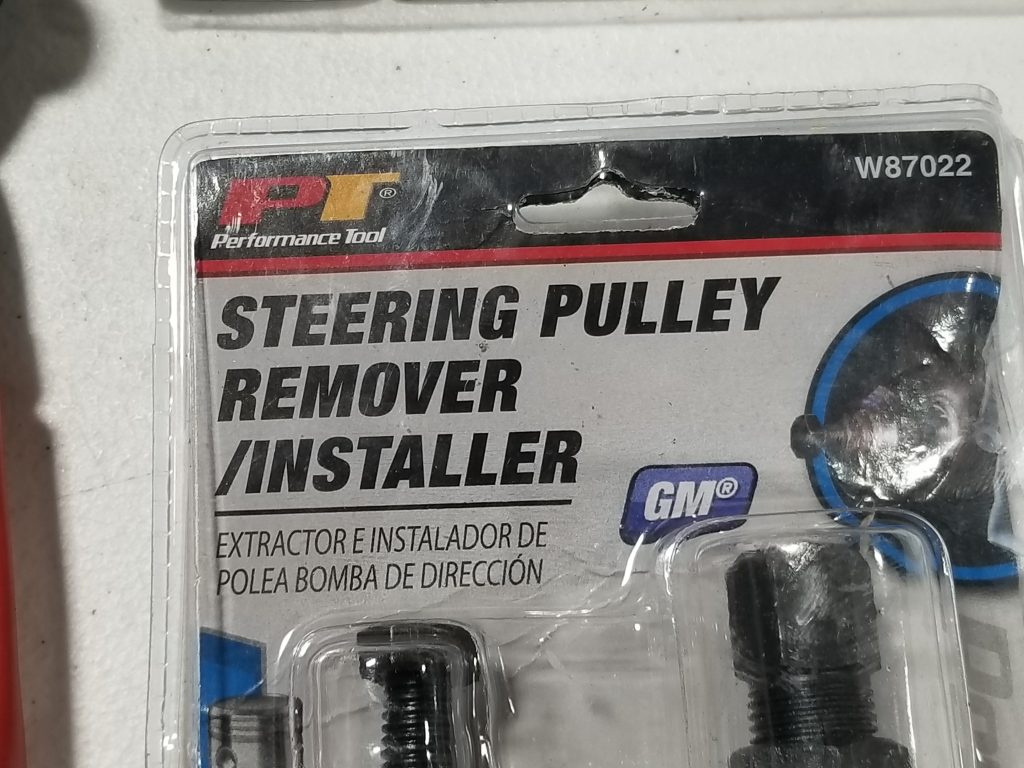 PT®
Performance Tool
W87022
STEERING PULLEY
REMOVER
/INSTALLER
GM®
EXTRACTOR E INSTALADOR DE
POLEA BOMBA DE DIRECCIÓN